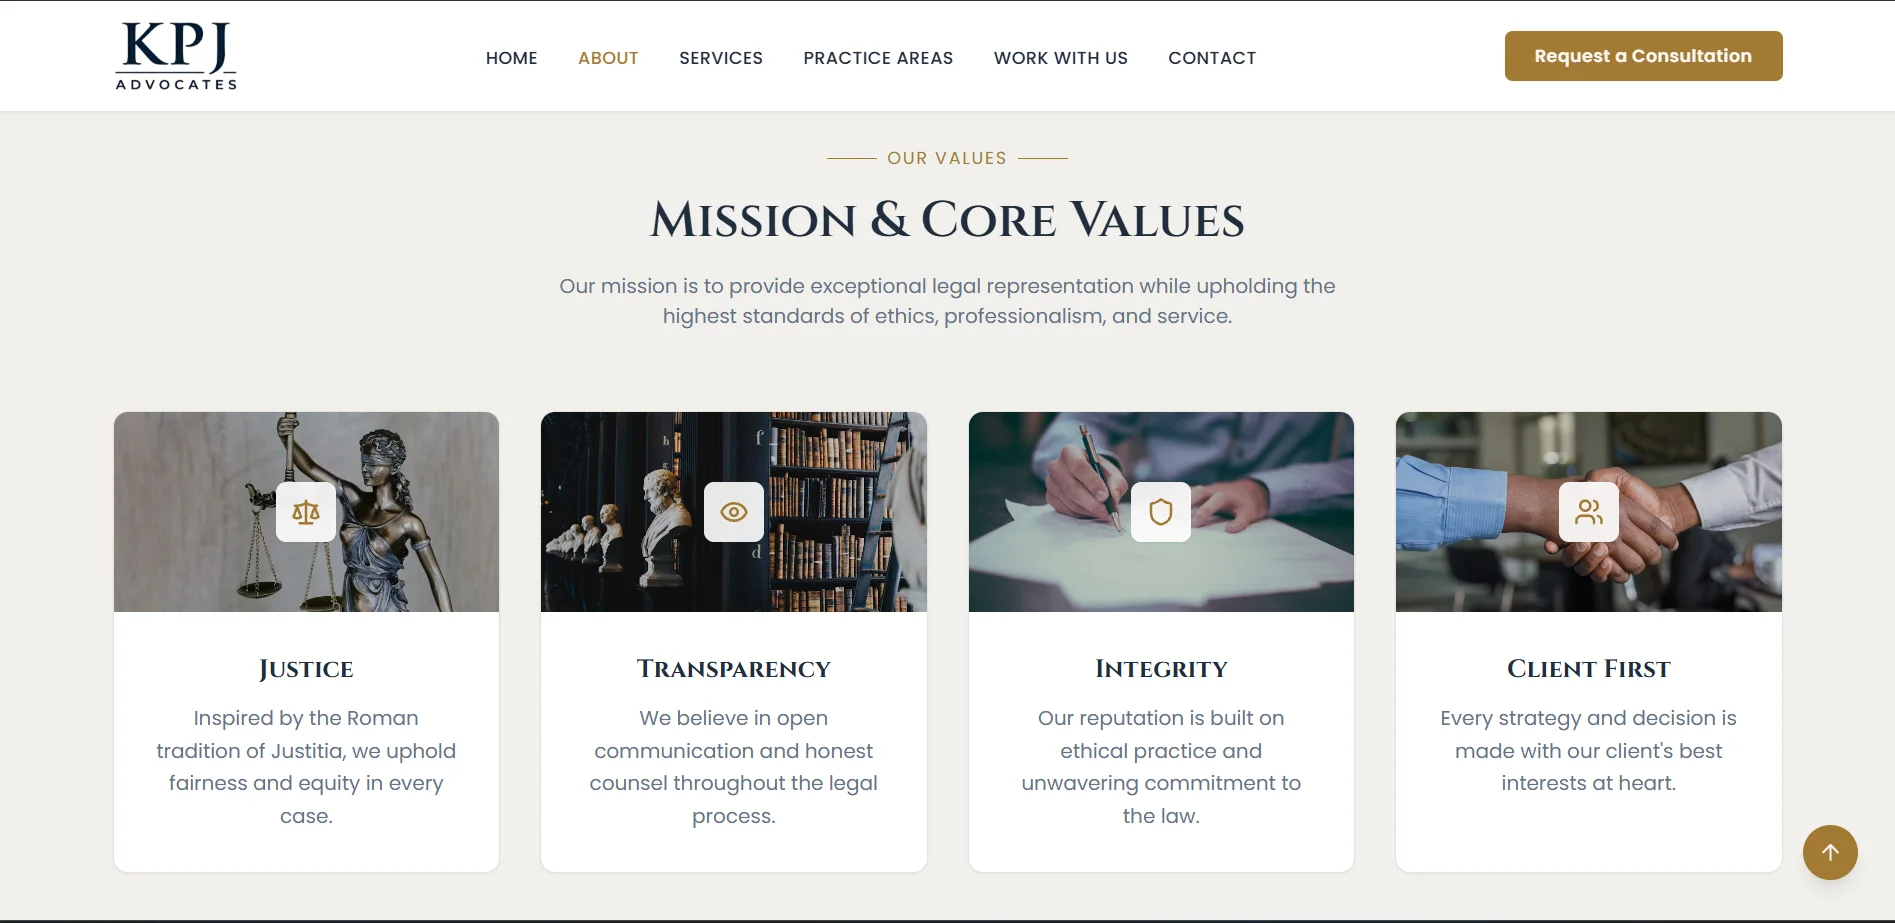 KPJ
ADVOCATES
HOME
ABOUT
SERVICES
PRACTICE AREAS
WORK WITH US
CONTACT
Request a Consultation
OUR VALUES
Mission & Core Values
Our mission is to provide exceptional legal representation while upholding the
highest standards of ethics, professionalism, and service.
h
f
d
Justice
Inspired by the Roman
tradition of Justitia, we uphold
fairness and equity in every
case.
Transparency
We believe in open
communication and honest
counsel throughout the legal
process.
Integrity
Our reputation is built on
ethical practice and
unwavering commitment to
the law.
Client First
Every strategy and decision is
made with our client's best
interests at heart.